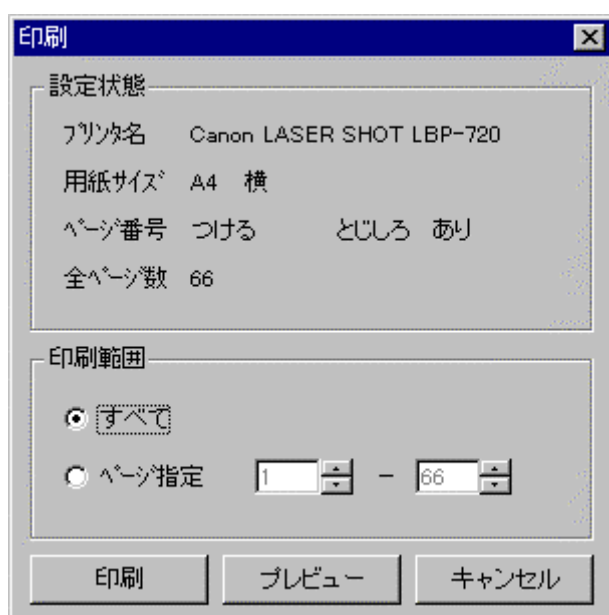 印刷
設定状態
プリンタ名 Canon LASER SHOT LBP-720
用紙サイズ A4 横
ページ番号 つける とじしろ あり
全ページ数 66
印刷範囲
すべて
ページ指定 1 － 66
印刷 プレビュー キャンセル